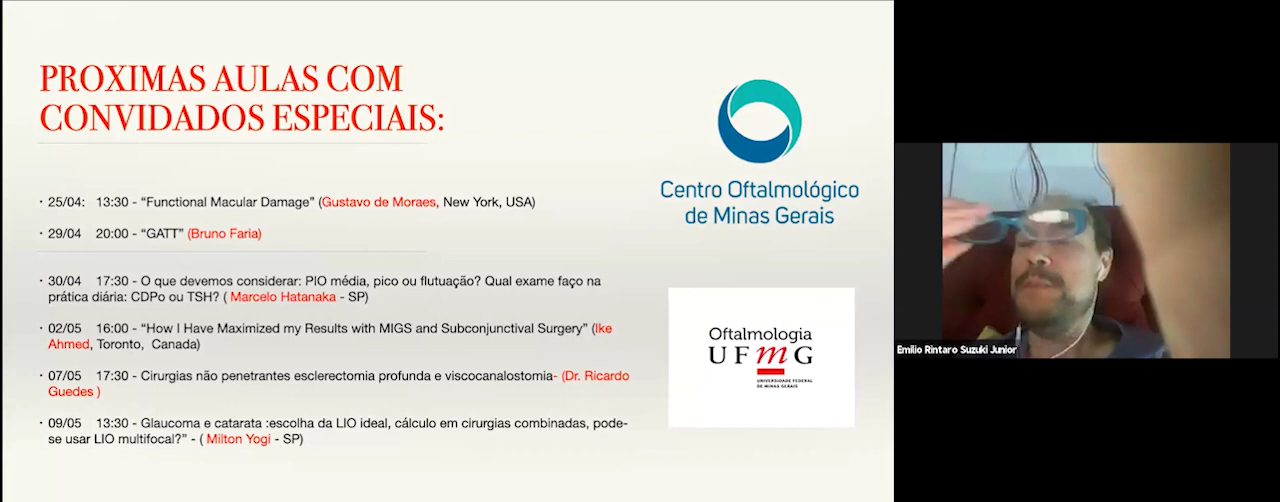 PROXIMAS AULAS COM
CONVIDADOS ESPECIAIS:
• 25/04: 13:30 - “Functional Macular Damage” (Gustavo de Moraes, New York, USA)
• 29/04 20:00 - “GATT” (Bruno Faria)
• 30/04 17:30 - O que devemos considerar: PIO média, pico ou flutuação? Qual exame faço na
prática diária: CDPo ou TSH? ( Marcelo Hatanaka - SP)
• 02/05 16:00 - “How I Have Maximized my Results with MIGS and Subconjunctival Surgery” (Ike
Ahmed, Toronto, Canada)
• 07/05 17:30 - Cirurgias não penetrantes esclerectomia profunda e viscocanalostomia- (Dr. Ricardo
Guedes )
• 09/05 13:30 - Glaucoma e catarata :escolha da LIO ideal, cálculo em cirurgias combinadas, pode-
se usar LIO multifocal?” - ( Milton Yogi - SP)
Centro Oftalmológico
de Minas Gerais
Oftalmologia
UFmG
UNIVERSIDADE FEDERAL
DE MINAS GERAIS
Emilio Rintaro Suzuki Junior